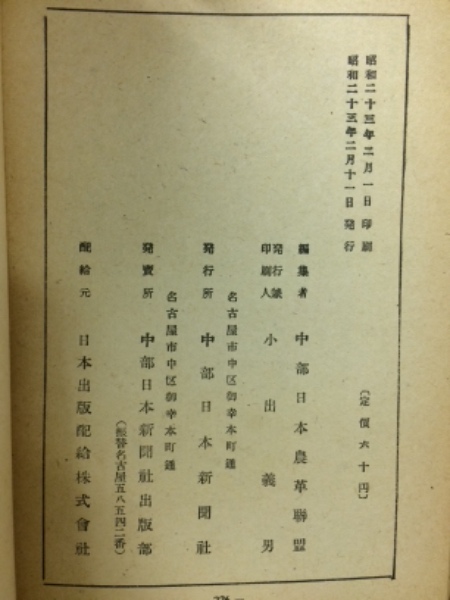 昭和二十三年二月一日 印刷
昭和二十三年二月十一日 発行
(定價六十円)
編集者 中部日本農革聯盟
発行兼印刷人 小出義男
名古屋市中区御幸本町通
発行所 中部日本新聞社
名古屋市中区御幸本町通
発賣所 中部日本新聞社出版部
(振替名古屋五八五四二番)
配給元 日本出版配給株式會社